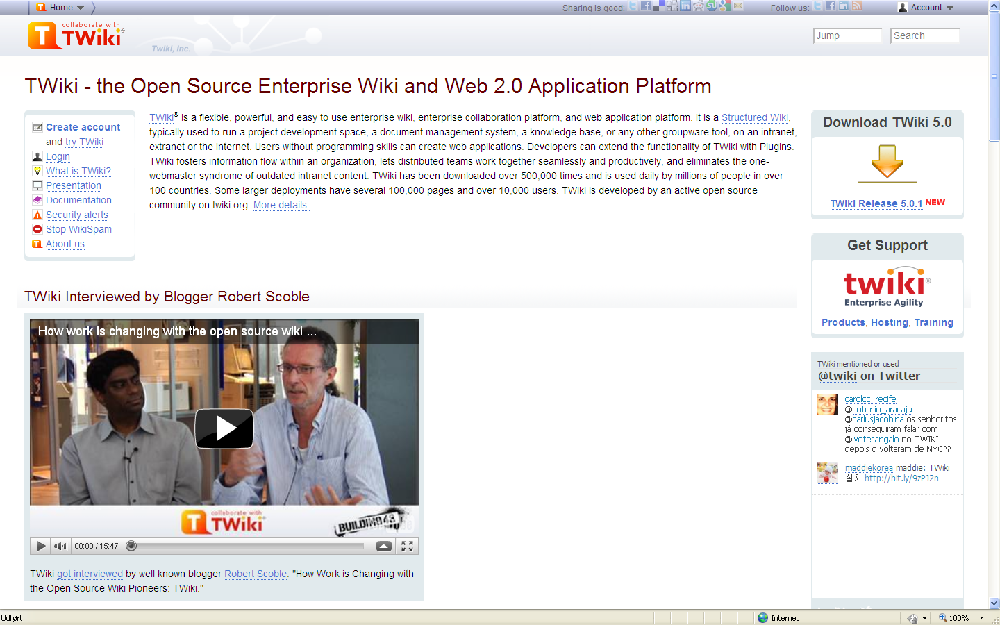 Home
Sharing is good:
Follow us:
Account
collaborate with
TWiki®
Twiki, Inc.
Jump
Search
TWiki - the Open Source Enterprise Wiki and Web 2.0 Application Platform
Create account
and try TWiki
Login
What is TWiki?
Presentation
Documentation
Security alerts
Stop WikiSpam
About us
TWiki® is a flexible, powerful, and easy to use enterprise wiki, enterprise collaboration platform, and web application platform. It is a Structured Wiki,
typically used to run a project development space, a document management system, a knowledge base, or any other groupware tool, on an intranet,
extranet or the Internet. Users without programming skills can create web applications. Developers can extend the functionality of TWiki with Plugins.
TWiki fosters information flow within an organization, lets distributed teams work together seamlessly and productively, and eliminates the one-
webmaster syndrome of outdated intranet content. TWiki has been downloaded over 500,000 times and is used daily by millions of people in over
100 countries. Some larger deployments have several 100,000 pages and over 10,000 users. TWiki is developed by an active open source
community on twiki.org. More details.
TWiki Interviewed by Blogger Robert Scoble
How work is changing with the open source wiki ...
collaborate with
TWiki®
BUILDING43
00:00 / 15:47
TWiki got interviewed by well known blogger Robert Scoble: "How Work is Changing with
the Open Source Wiki Pioneers: TWiki."
Download TWiki 5.0
TWiki Release 5.0.1 NEW
Get Support
twiki®
Enterprise Agility
Products, Hosting, Training
TWiki mentioned or used
@twiki on Twitter
carolcc_recife
@antonio_aracaju
@carlusjacobina os senhoritos
já conseguiram falar com
@ivetesangalo no TWIKI
depois q voltaram de NYC??
maddiekorea maddie: TWiki
설치 http://bit.ly/9zPJ2n
Udført
Internet
100%